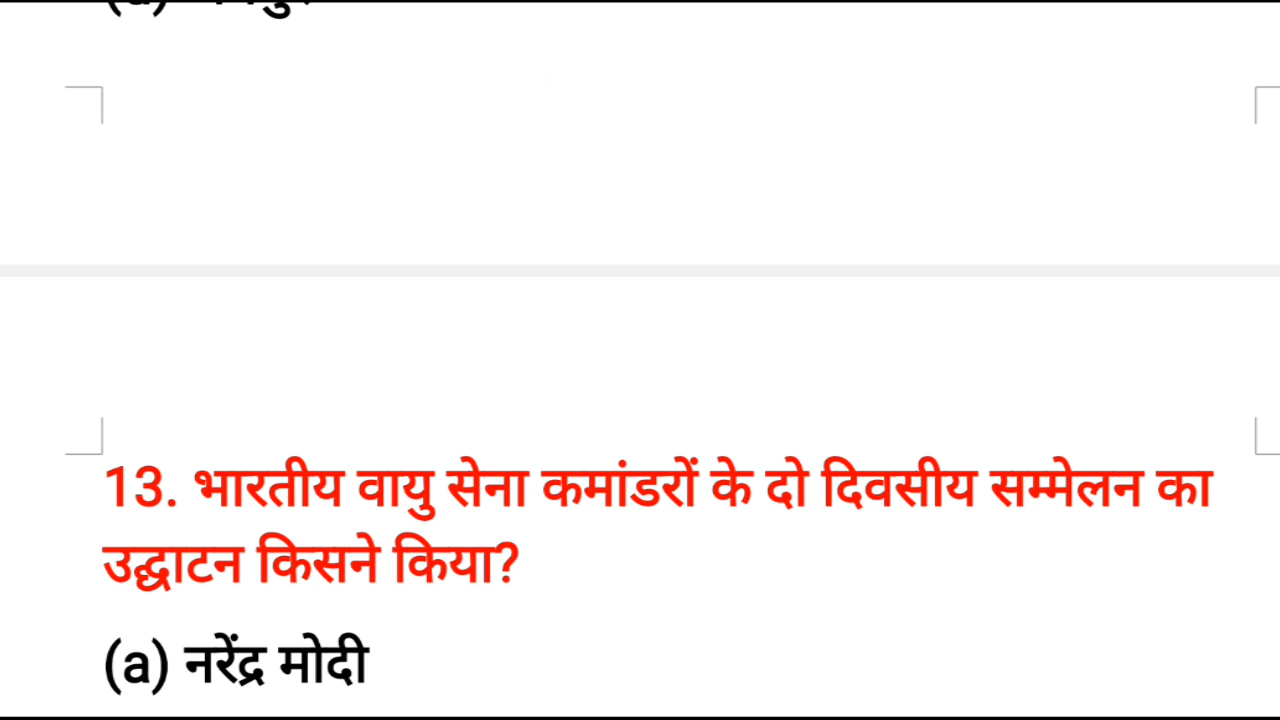 13. भारतीय वायु सेना कमांडरों के दो दिवसीय सम्मेलन का
उद्घाटन किसने किया?
(a) नरेंद्र मोदी